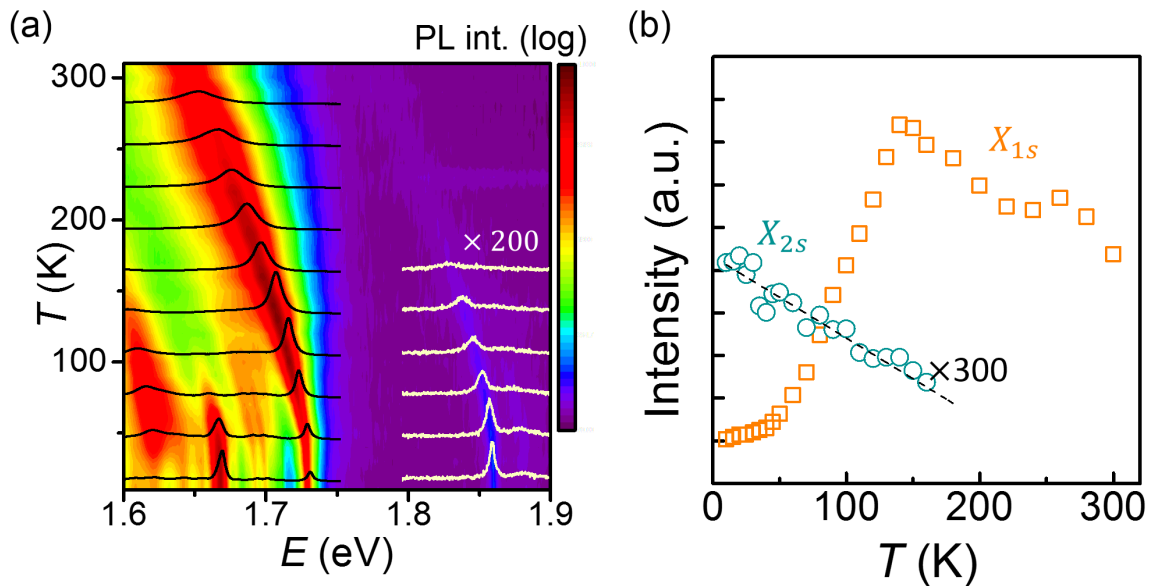 (a)
PL int. (log)
300
200
100
T (K)
× 200
1.6
1.7
1.8
1.9
E (eV)
(b)
Intensity (a.u.)
X1s
X2s
×300
0
100
200
300
T (K)